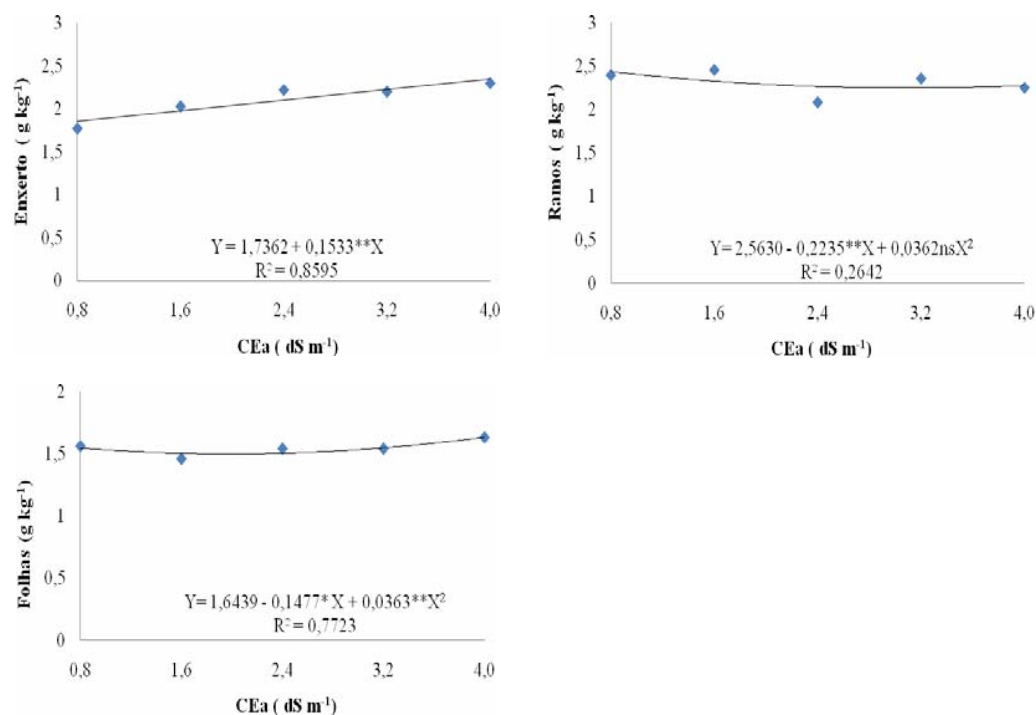 Enxerto ( g kg⁻¹)
3
2,5
2
1,5
1
0,5
0
Y = 1,7362 + 0,1533**X
R² = 0,8595
0,8 1,6 2,4 3,2 4,0
CEa ( dS m⁻¹)
Ramos ( g kg⁻¹)
3
2,5
2
1,5
1
0,5
0
Y=2,5630 - 0,2235**X + 0,0362nsX²
R² = 0,2642
0,8 1,6 2,4 3,2 4,0
CEa ( dS m⁻¹)
Folhas (g kg⁻¹)
2
1,5
1
0,5
0
Y= 1,6439 - 0,1477* X + 0,0363**X²
R² = 0,7723
0,8 1,6 2,4 3,2 4,0
CEa ( dS m⁻¹)